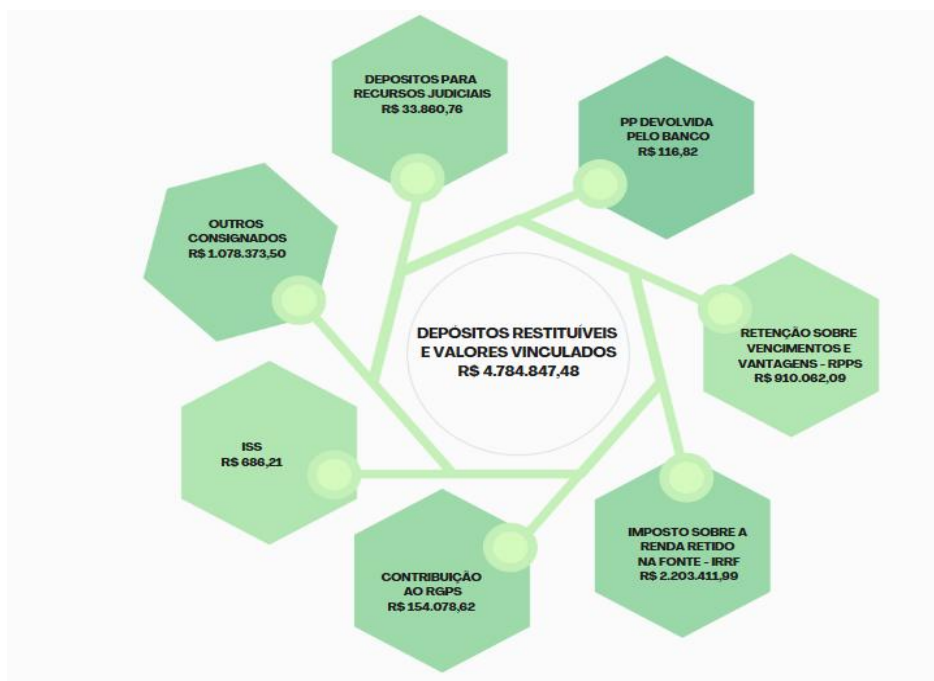 DEPOSITOS PARA
RECURSOS JUDICIAIS
R$ 33.860,76
PP DEVOLVIDA
PELO BANCO
R$ 116,82
OUTROS
CONSIGNADOS
R$ 1.078.373,50
DEPÓSITOS RESTITUÍVEIS
E VALORES VINCULADOS
R$ 4.784.847,48
RETENÇÃO SOBRE
VENCIMENTOS E
VANTAGENS - RPPS
R$ 910.062,09
ISS
R$ 686,21
IMPOSTO SOBRE A
RENDA RETIDO
NA FONTE - IRRF
R$ 2.203.411,99
CONTRIBUIÇÃO
AO RGPS
R$ 154.078,62